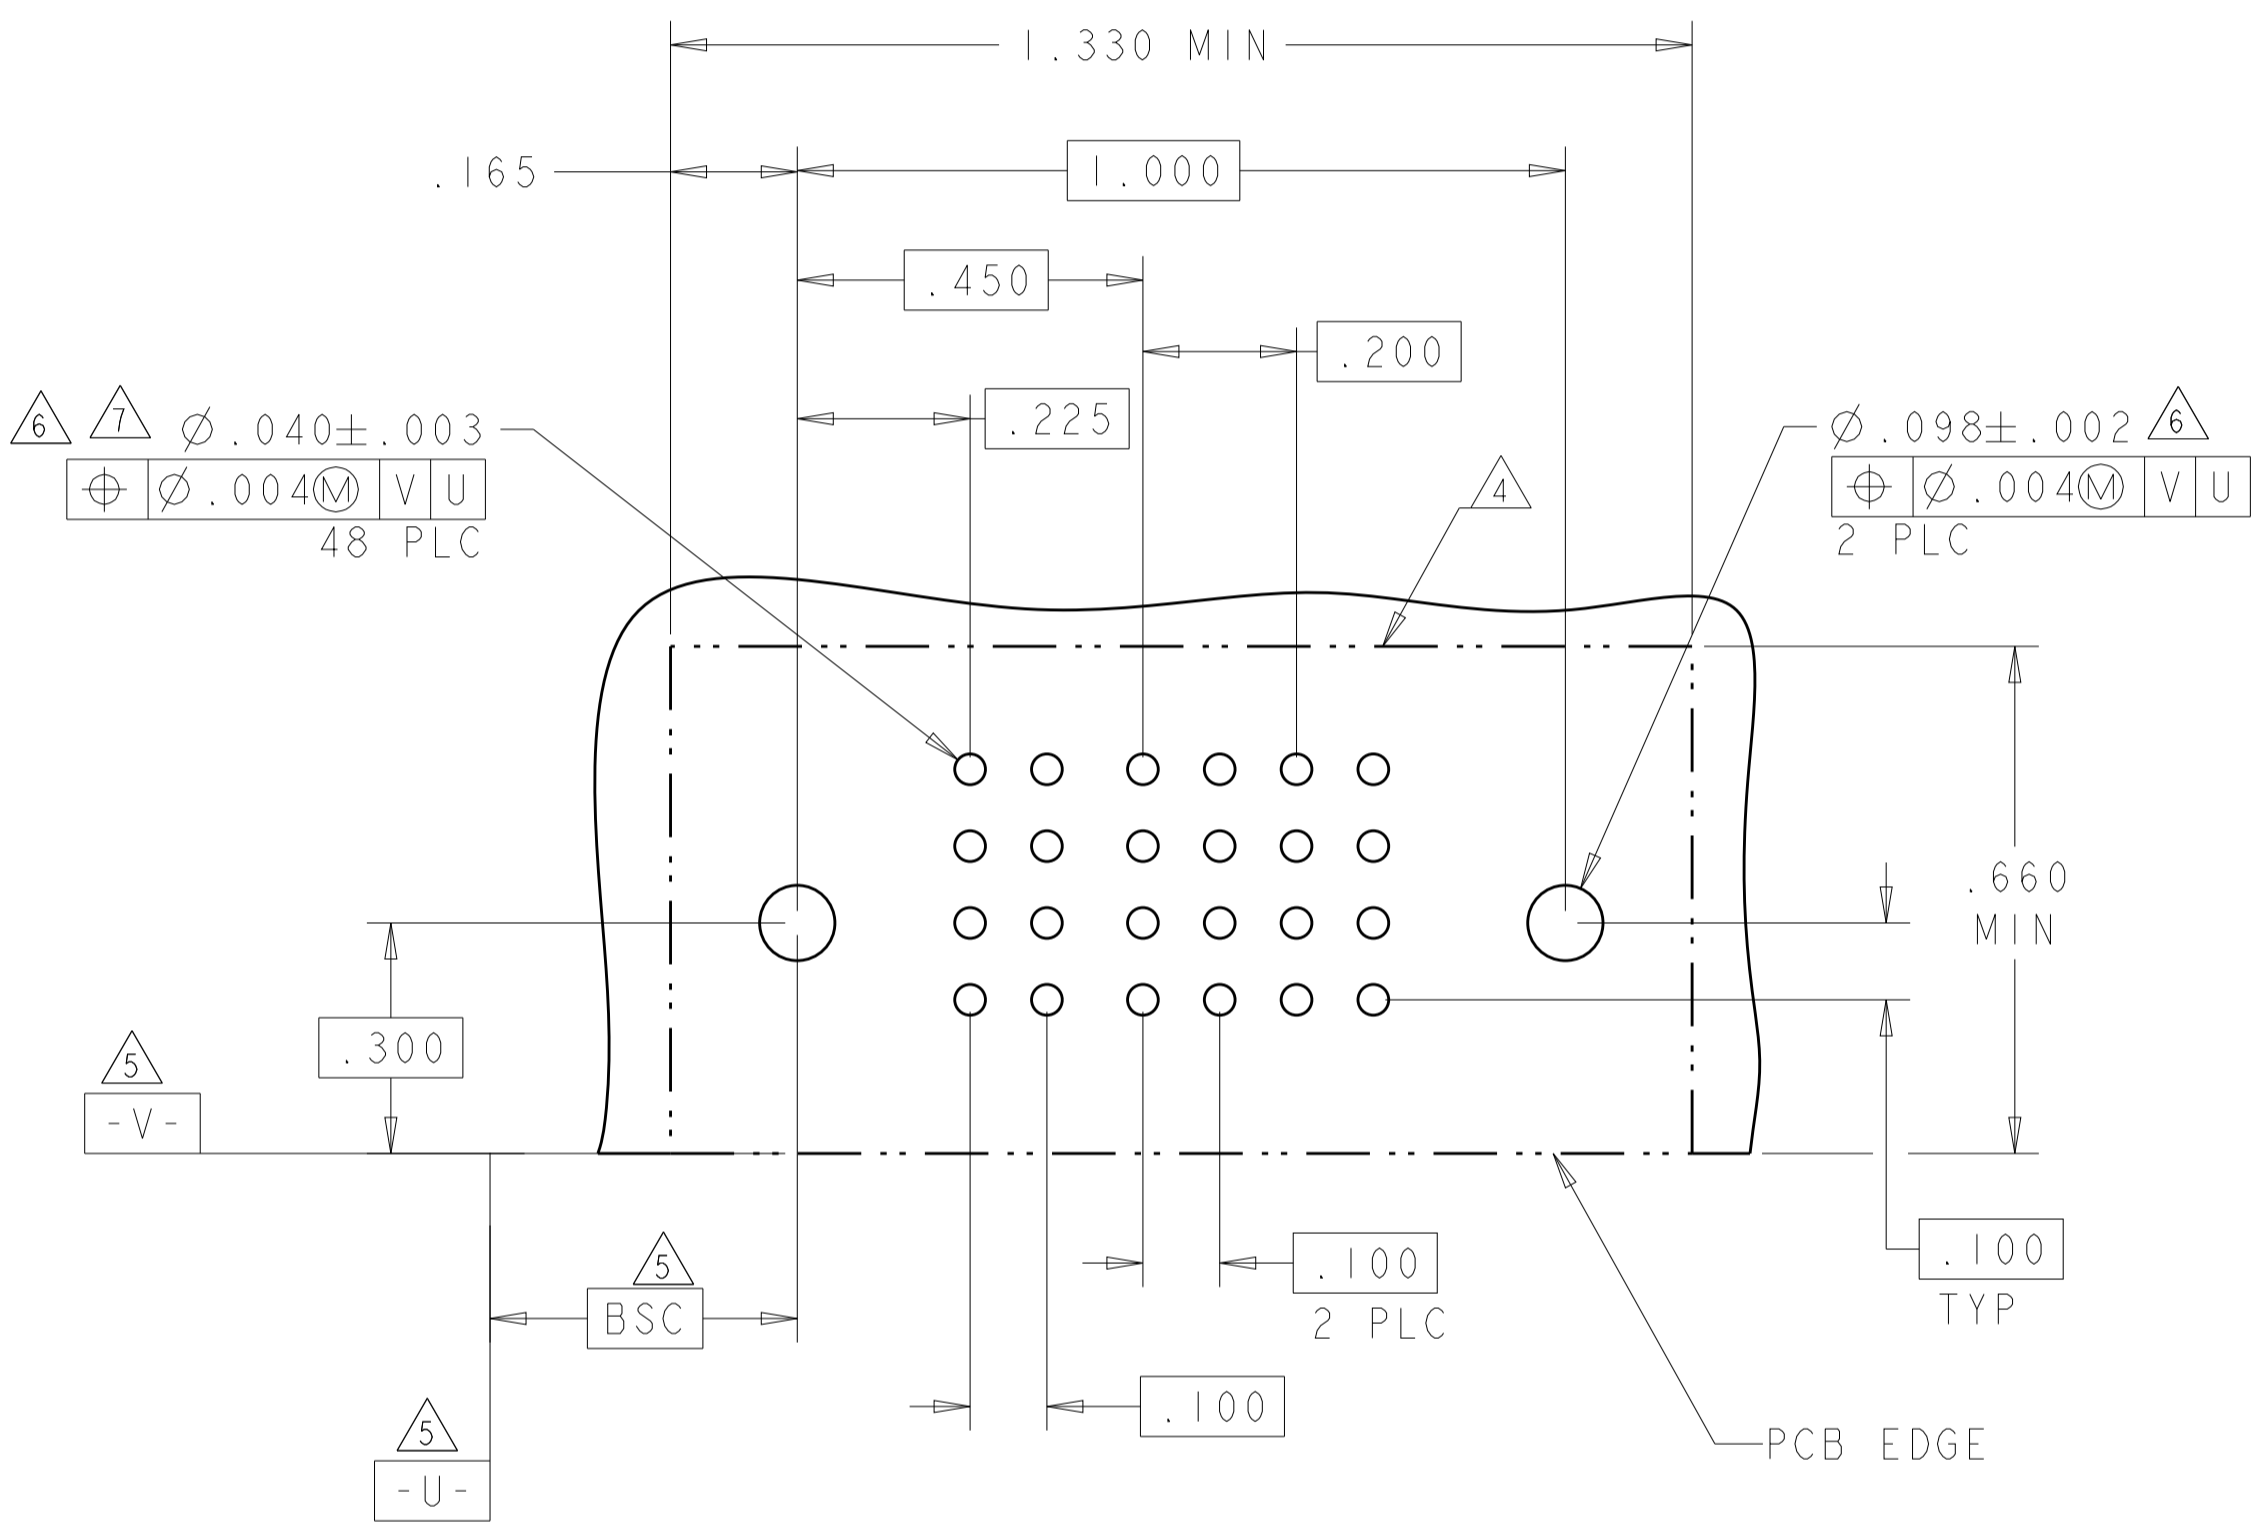 1.330 MIN
.165
1.000
.450
.200
.225
6 7 Ø.040±.003
⌖ Ø.004Ⓜ V U
48 PLC
4
Ø.098±.002 6
⌖ Ø.004Ⓜ V U
2 PLC
.660
MIN
.300
5
-V-
5
BSC
.100
2 PLC
.100
TYP
.100
5
-U-
PCB EDGE